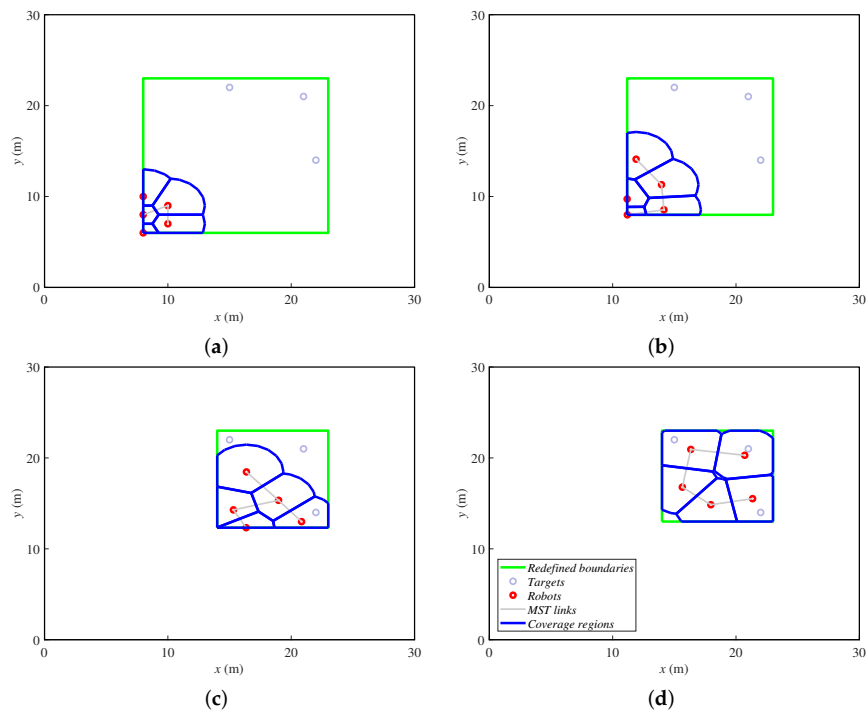 30
20
10
0
y (m)
0 10 20 30
x (m)
(a)
30
20
10
0
y (m)
0 10 20 30
x (m)
(b)
30
20
10
0
y (m)
0 10 20 30
x (m)
(c)
30
20
10
0
y (m)
Redefined boundaries
Targets
Robots
MST links
Coverage regions
0 10 20 30
x (m)
(d)